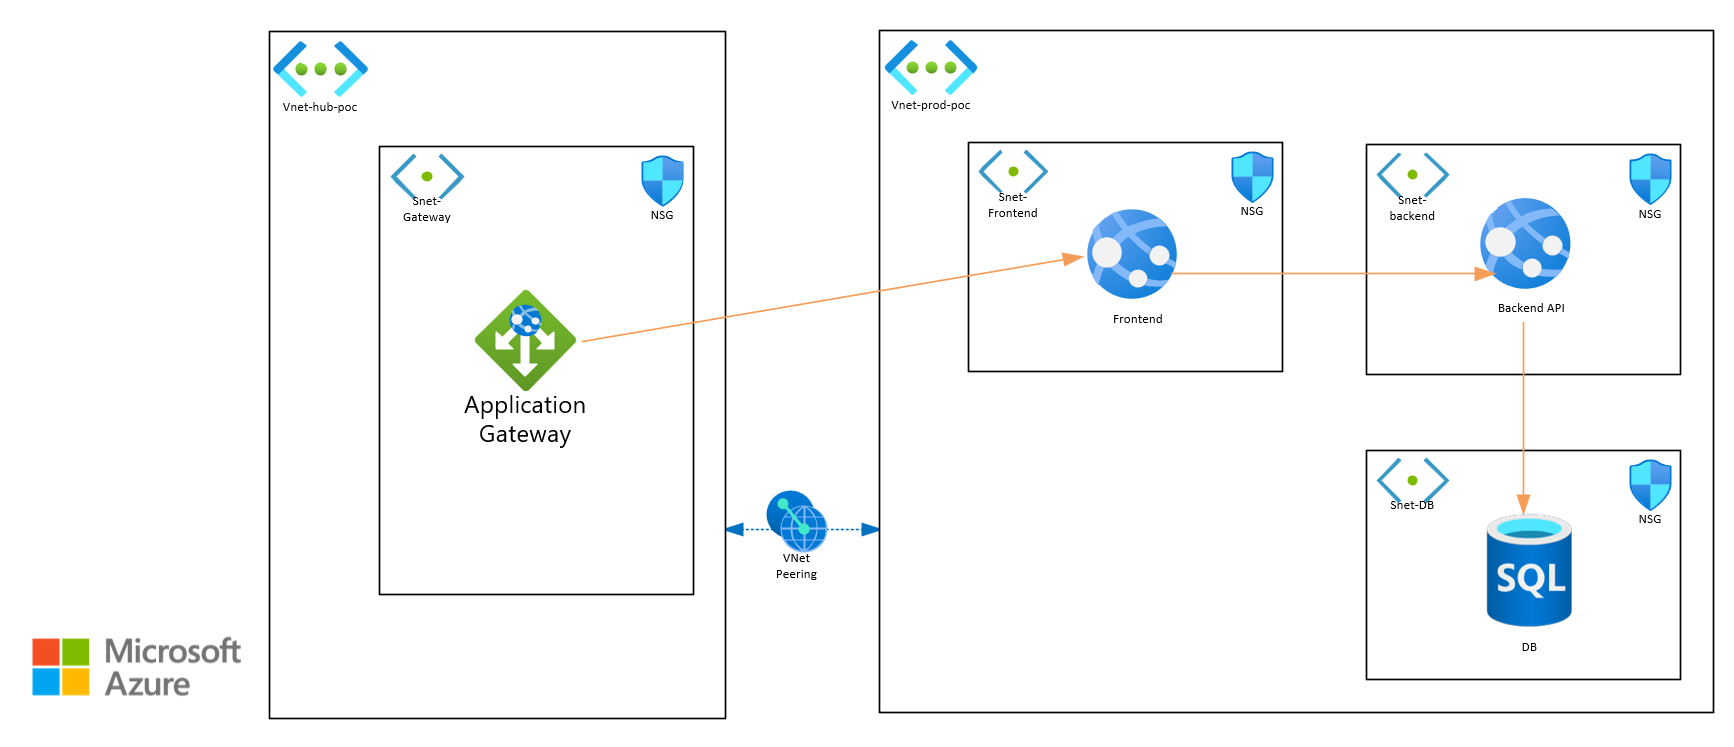 Vnet-hub-poc
Snet-
Gateway
NSG
Application
Gateway
VNet
Peering
Vnet-prod-poc
Snet-
Frontend
NSG
Frontend
Snet-
backend
NSG
Backend API
Snet-DB
NSG
SQL
DB
Microsoft
Azure